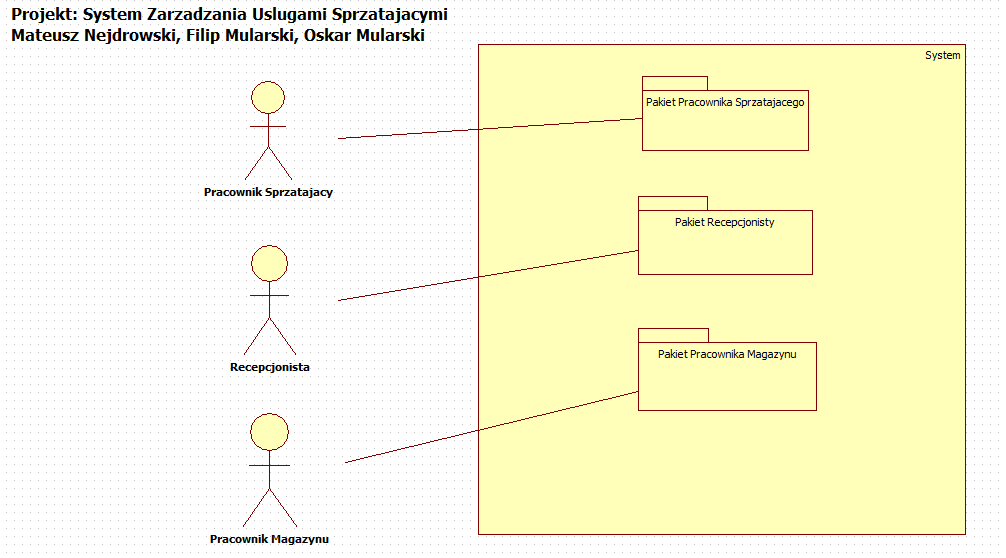 Projekt: System Zarzadzania Uslugami Sprzatajacymi
Mateusz Nejdrowski, Filip Mularski, Oskar Mularski
System
Pakiet Pracownika Sprzatajacego
Pracownik Sprzatajacy
Pakiet Recepcjonisty
Recepcjonista
Pakiet Pracownika Magazynu
Pracownik Magazynu